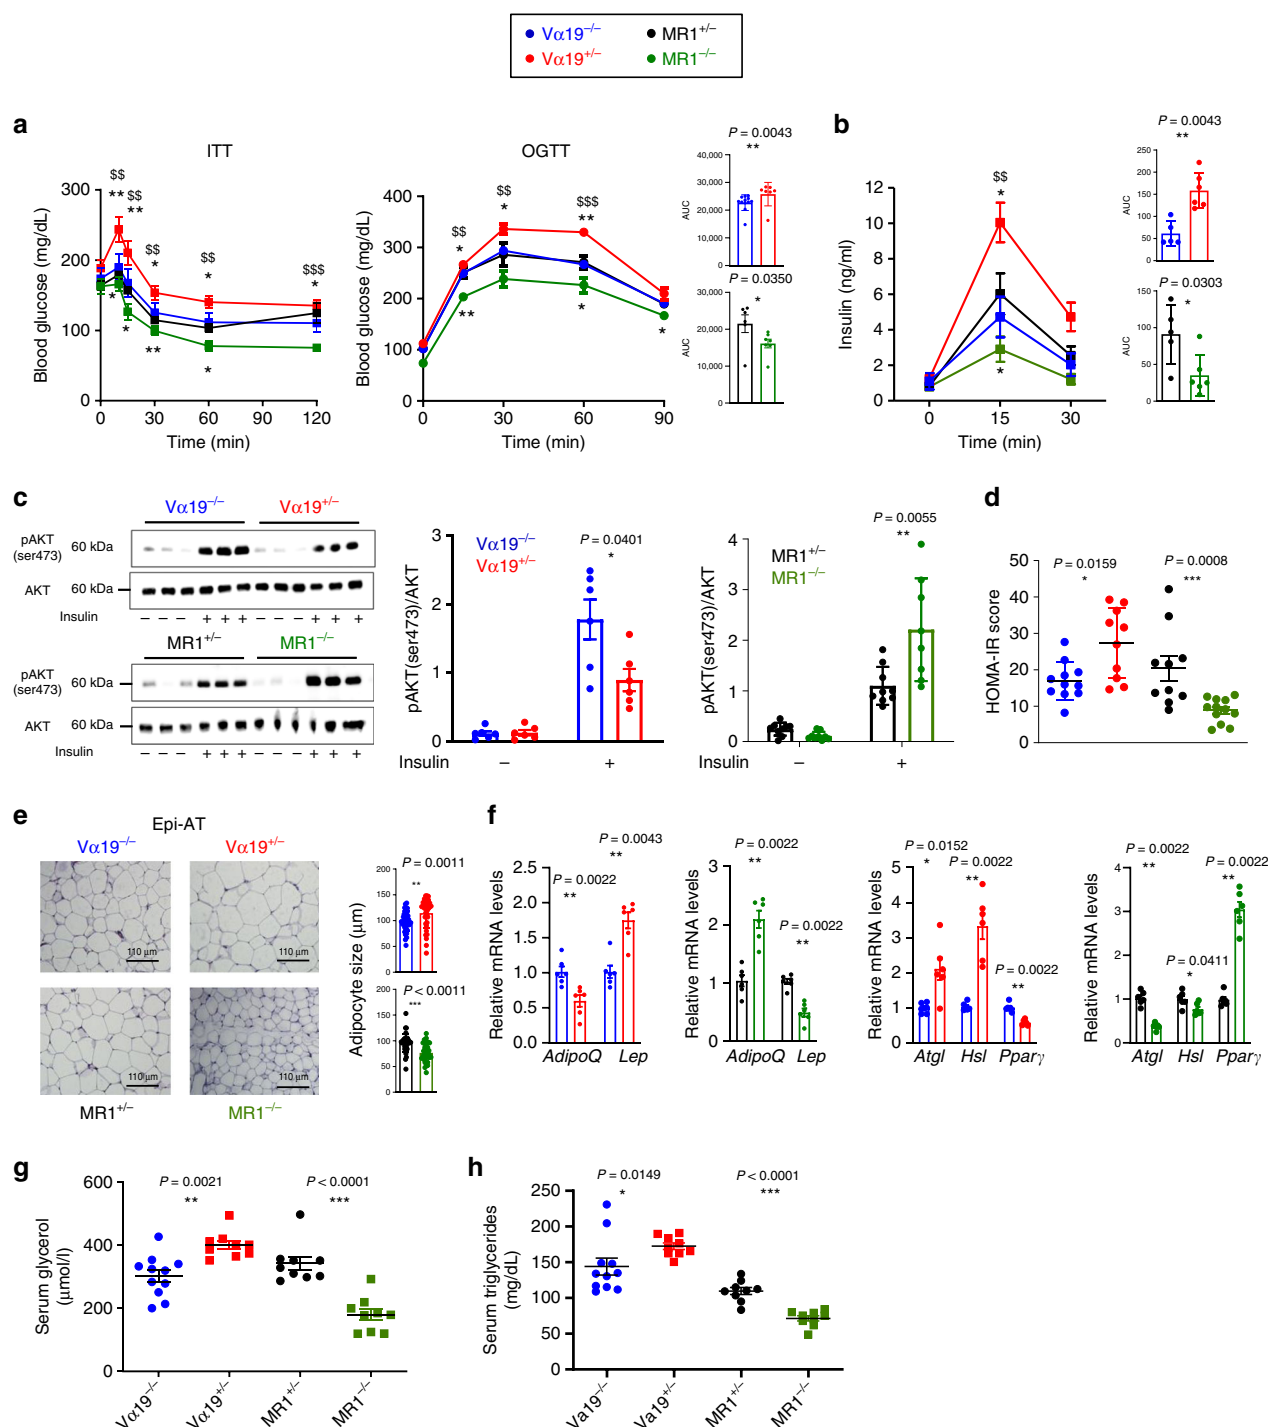 Vα19−/−
MR1+/−
Vα19+/−
MR1−/−
a
ITT
$$
**
$$
**
$$
*
$$
*
$$$
*
*
*
**
*
300
200
100
0
Blood glucose (mg/dL)
0 30 60 90 120
Time (min)
OGTT
$$
*
$$
*
$$$
**
**
*
*
400
300
200
100
0
Blood glucose (mg/dL)
0 30 60 90
Time (min)
P = 0.0043
**
40,000
30,000
20,000
10,000
0
AUC
P = 0.0350
*
30,000
20,000
10,000
0
AUC
b
$$
*
*
12
10
8
6
4
2
0
Insulin (ng/ml)
0 15 30
Time (min)
P = 0.0043
**
250
200
150
100
50
0
AUC
P = 0.0303
*
150
100
50
0
AUC
c
Vα19−/− Vα19+/−
pAKT
(ser473)
60 kDa
AKT 60 kDa
Insulin − − − + + + − − − + + +
MR1+/− MR1−/−
pAKT
(ser473)
60 kDa
AKT 60 kDa
Insulin − − − + + + − − − + + +
Vα19−/−
Vα19+/−
P = 0.0401
*
3
2
1
0
pAKT(ser473)/AKT
Insulin − +
P = 0.0055
**
MR1+/−
MR1−/−
4
3
2
1
0
pAKT(ser473)/AKT
Insulin − +
d
P = 0.0159
*
P = 0.0008
***
50
40
30
20
10
0
HOMA-IR score
e
Epi-AT
Vα19−/− Vα19+/−
110 µm 110 µm
110 µm 110 µm
MR1+/− MR1−/−
P = 0.0011
**
200
150
100
50
0
Adipocyte size (µm)
P < 0.0011
***
200
150
100
50
0
f
P = 0.0043
**
P = 0.0022
**
2.5
2.0
1.5
1.0
0.5
0.0
Relative mRNA levels
AdipoQ Lep
P = 0.0022
**
P = 0.0022
**
3
2
1
0
Relative mRNA levels
AdipoQ Lep
P = 0.0152
*
P = 0.0022
**
P = 0.0022
**
5
4
3
2
1
0
Relative mRNA levels
Atgl Hsl Pparγ
P = 0.0022
**
P = 0.0022
**
P = 0.0411
*
4
3
2
1
0
Relative mRNA levels
Atgl Hsl Pparγ
g
P = 0.0021
**
P < 0.0001
***
600
400
200
0
Serum glycerol
(µmol/l)
Vα19−/− Vα19+/− MR1+/− MR1−/−
h
P = 0.0149
*
P < 0.0001
***
250
200
150
100
50
0
Serum triglycerides
(mg/dL)
Va19−/− Va19+/− MR1+/− MR1−/−